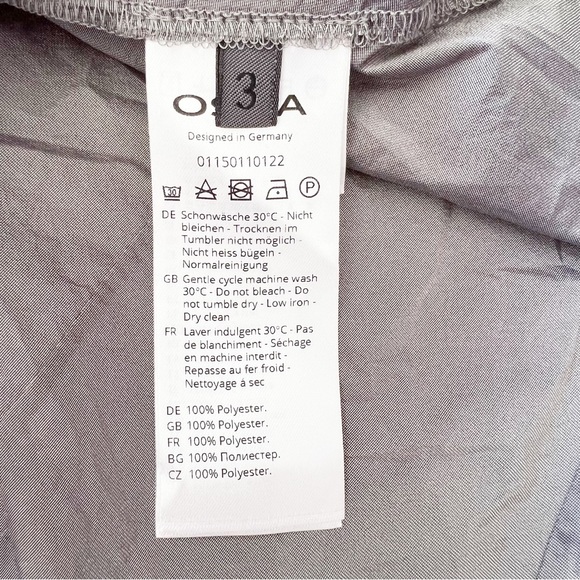 3
Designed in Germany
01150110122
30
P
DE Schonwäsche 30°C - Nicht
bleichen - Trocknen im
Tumbler nicht möglich -
Nicht heiss bügeln -
Normalreinigung
GB Gentle cycle machine wash
30°C - Do not bleach - Do
not tumble dry - Low iron -
Dry clean
FR Laver indulgent 30°C - Pas
de blanchiment - Séchage
en machine interdit -
Repasse au fer froid -
Nettoyage à sec
DE 100% Polyester.
GB 100% Polyester.
FR 100% Polyester.
BG 100% Полиестер.
CZ 100% Polyester.